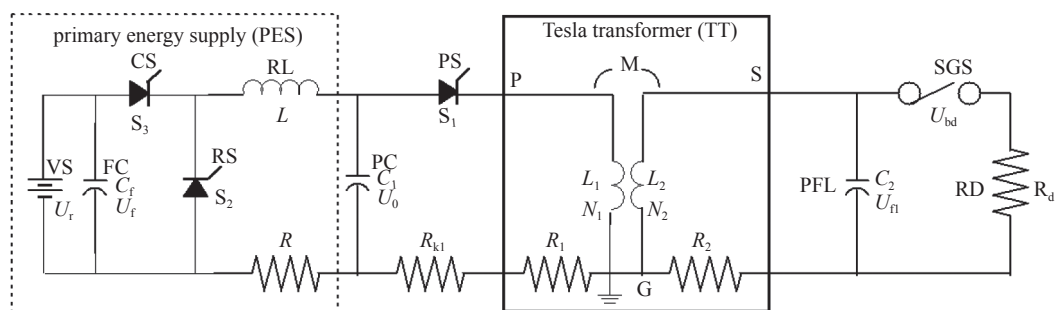 primary energy supply (PES)
Tesla transformer (TT)
CS
S3
RL
L
PS
S1
P
M
S
SGS
Ubd
VS
Ur
FC
Cf
Uf
RS
S2
PC
C1
U0
L1
N1
L2
N2
PFL
C2
Uf1
RD
Rd
R
Rk1
R1
G
R2